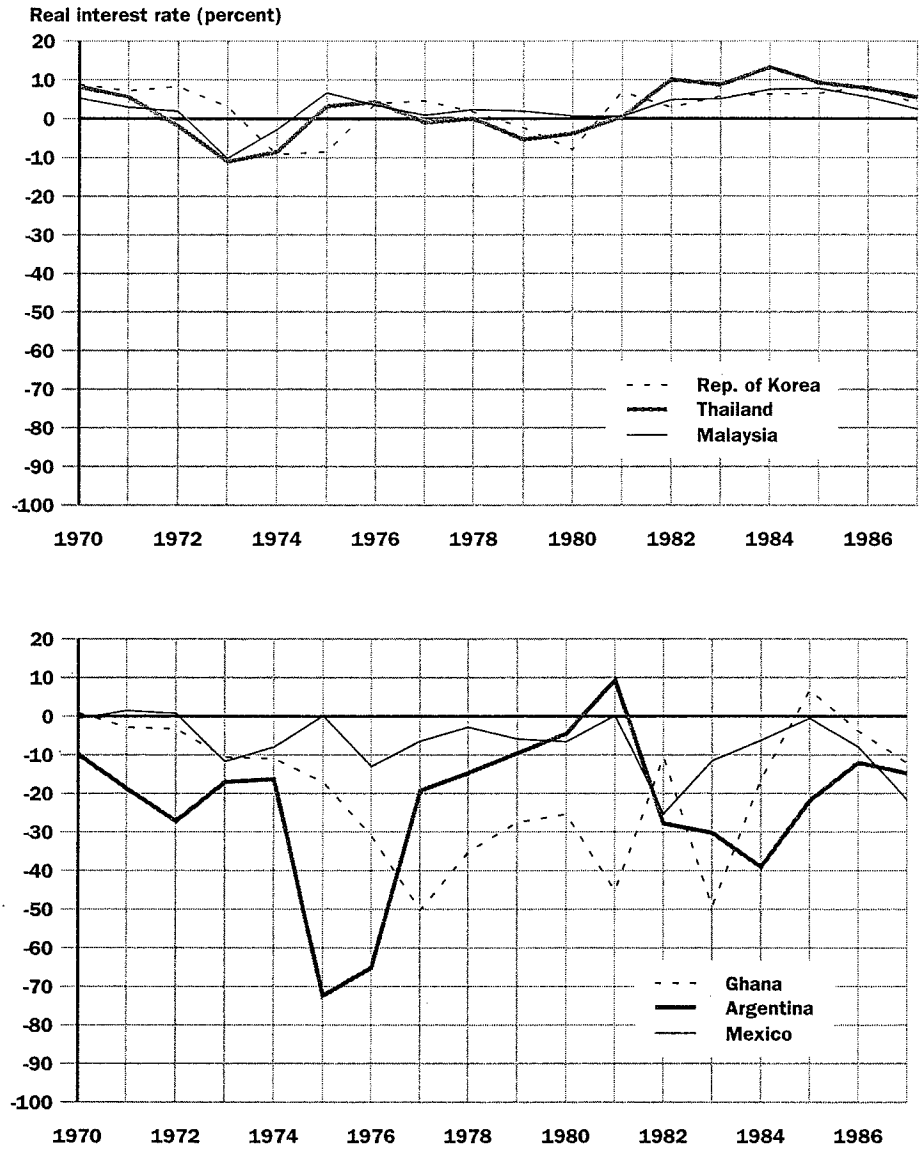 Real interest rate (percent)
20
10
0
-10
-20
-30
-40
-50
-60
-70
-80
-90
-100
Rep. of Korea
Thailand
Malaysia
1970 1972 1974 1976 1978 1980 1982 1984 1986
20
10
0
-10
-20
-30
-40
-50
-60
-70
-80
-90
-100
Ghana
Argentina
Mexico
1970 1972 1974 1976 1978 1980 1982 1984 1986